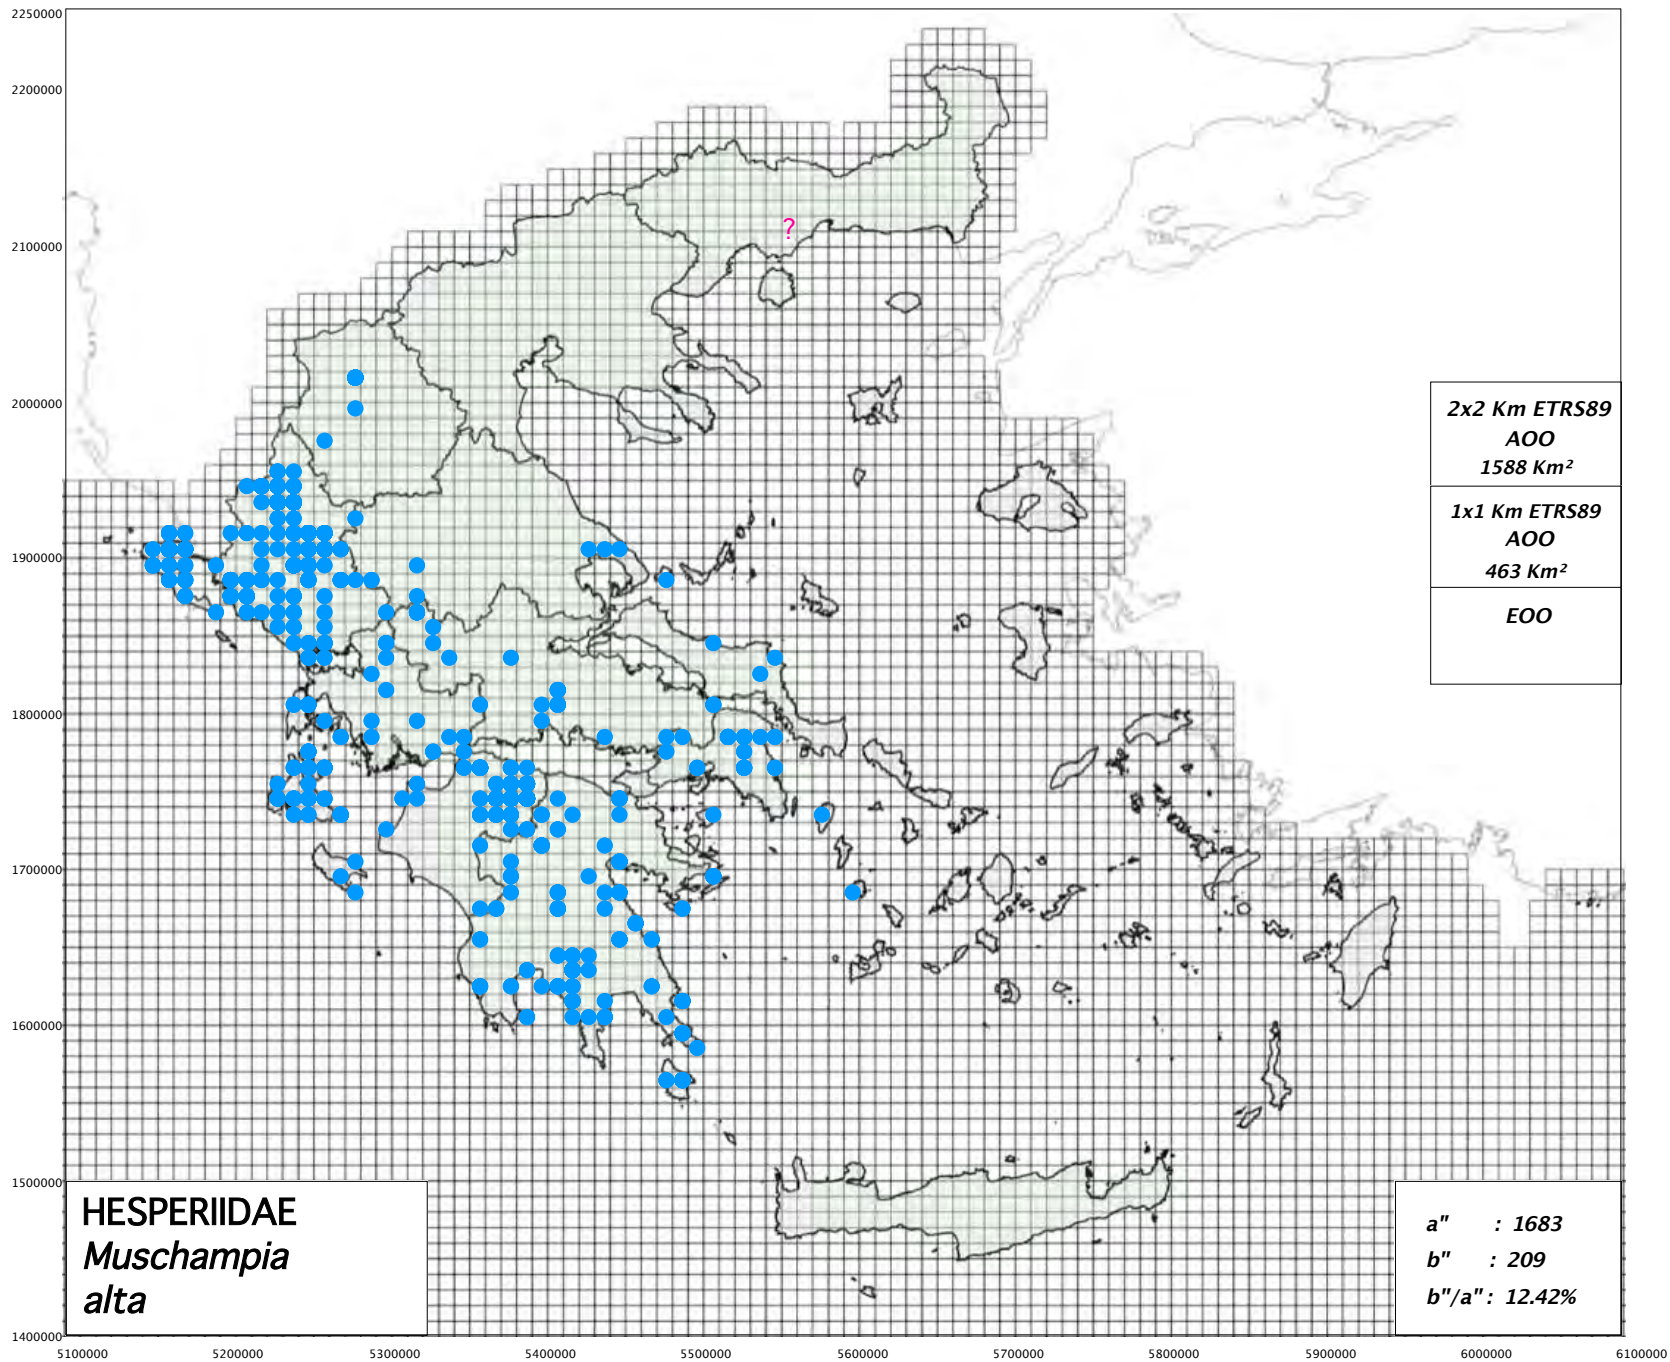 2250000
2200000
2100000
2000000
1900000
1800000
1700000
1600000
1500000
1400000
?
2x2 Km ETRS89
AOO
1588 Km²
1x1 Km ETRS89
AOO
463 Km²
EOO
HESPERIIDAE
Muschampia
alta
a" : 1683
b" : 209
b"/a" : 12.42%
5100000 5200000 5300000 5400000 5500000 5600000 5700000 5800000 5900000 6000000 6100000